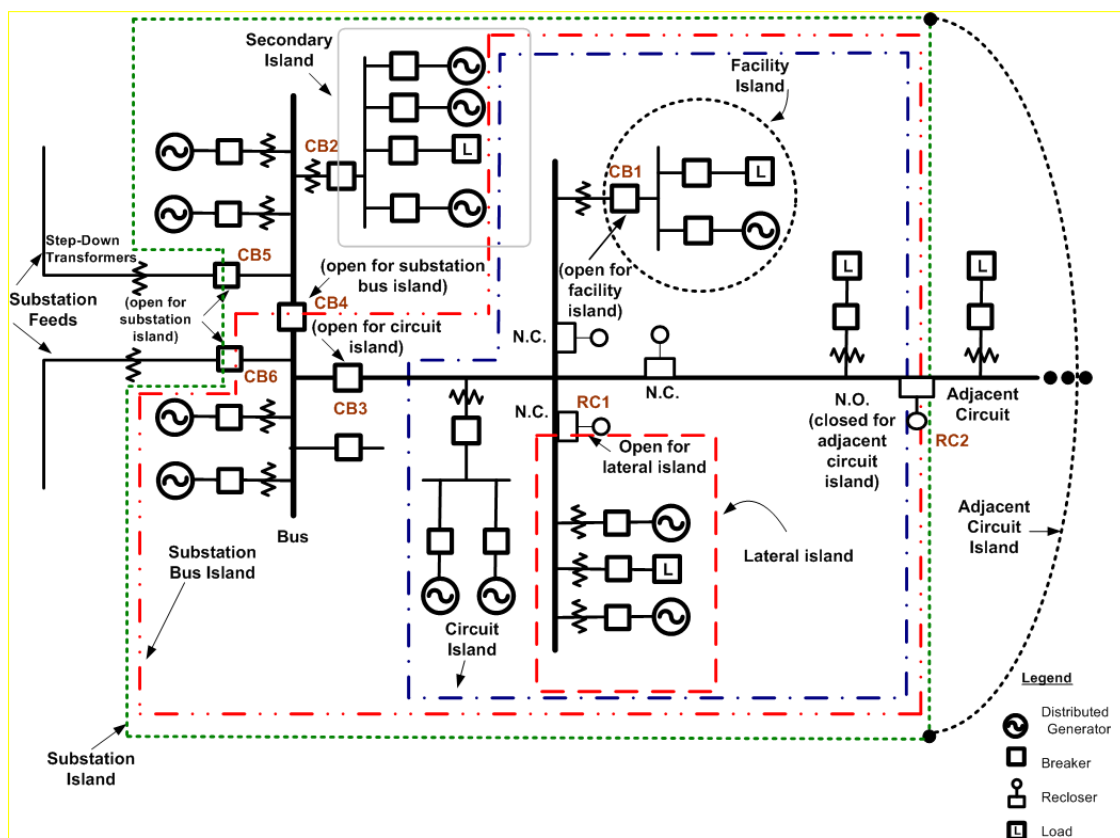 Secondary
Island
Facility
Island
CB2
L
CB1
L
Step-Down
Transformers
CB5
(open for
substation
island)
Substation
Feeds
(open for substation
bus island)
CB4
(open for circuit
island)
(open for
facility
island)
L
L
N.C.
N.C.
CB6
CB3
N.C.
RC1
Open for
lateral island
N.O.
(closed for
adjacent
circuit
island)
Adjacent
Circuit
RC2
Bus
Substation
Bus Island
Lateral island
Adjacent
Circuit
Island
L
Circuit
Island
Substation
Island
Legend
Distributed
Generator
Breaker
Recloser
L
Load